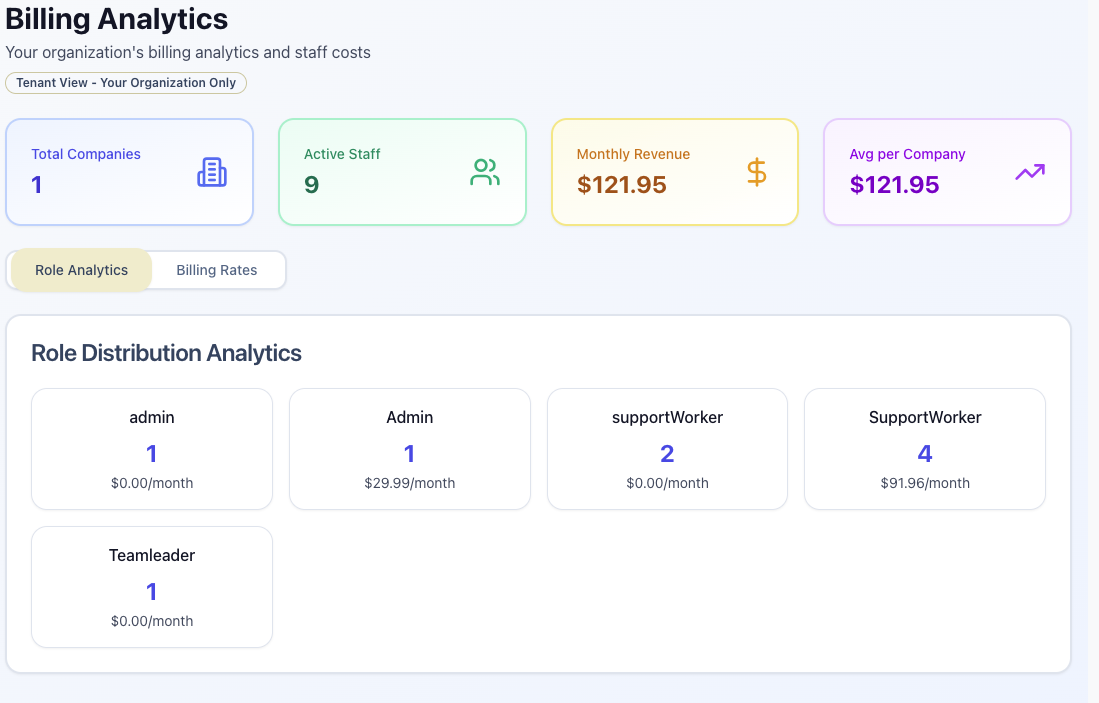 Billing Analytics
Your organization's billing analytics and staff costs
Tenant View - Your Organization Only
Total Companies
1
Active Staff
9
Monthly Revenue
$121.95
Avg per Company
$121.95
Role Analytics
Billing Rates
Role Distribution Analytics
admin
1
$0.00/month
Admin
1
$29.99/month
supportWorker
2
$0.00/month
SupportWorker
4
$91.96/month
Teamleader
1
$0.00/month